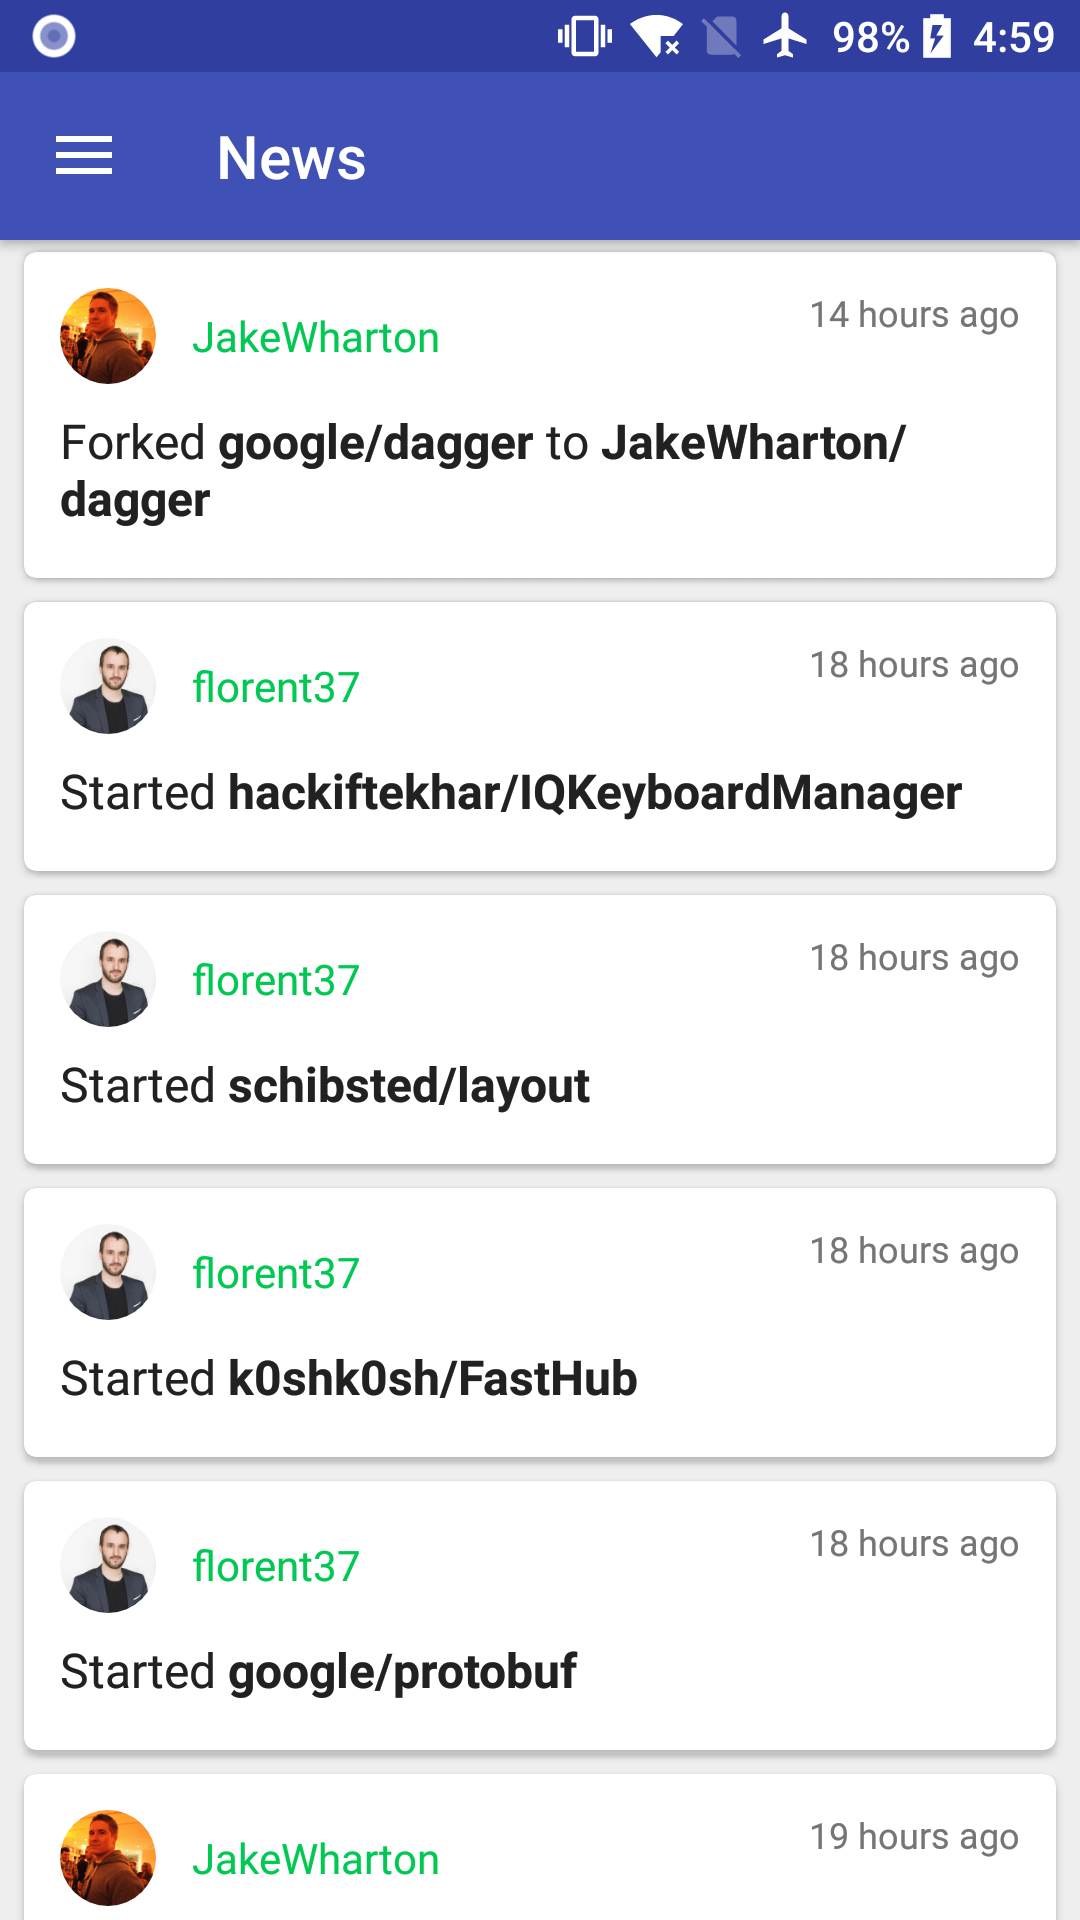 98% 4:59
News
JakeWharton 14 hours ago
Forked google/dagger to JakeWharton/
dagger
florent37 18 hours ago
Started hackiftekhar/IQKeyboardManager
florent37 18 hours ago
Started schibsted/layout
florent37 18 hours ago
Started k0shk0sh/FastHub
florent37 18 hours ago
Started google/protobuf
JakeWharton 19 hours ago